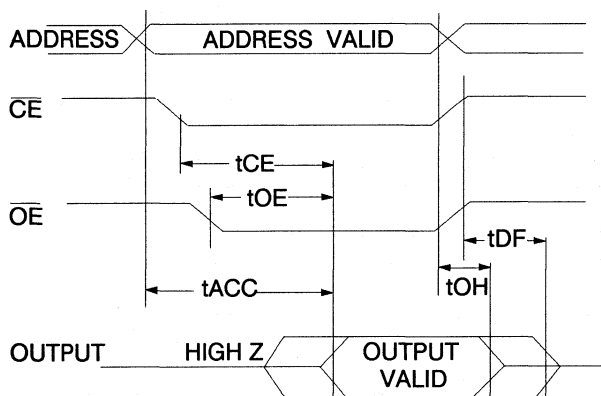 ADDRESS ADDRESS VALID
CE
tCE
tOE
OE
tDF
tACC tOH
OUTPUT HIGH Z OUTPUT
VALID